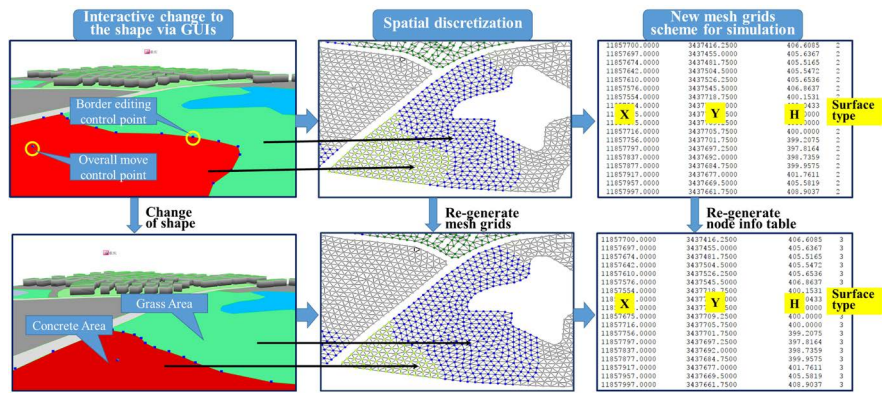 Interactive change to
the shape via GUIs
Spatial discretization
New mesh grids
scheme for simulation
Border editing
control point
Overall move
control point
11857700.0000 3437416.2500 406.6085 2
11857697.0000 3437455.0000 405.6367 2
11857674.0000 3437481.7500 405.5165 2
11857642.0000 3437504.5000 405.5472 2
11857610.0000 3437526.2500 405.6536 2
11857576.0000 3437545.5000 406.8637 2
11857554.0000 3437718.7500 400.1531 2
X Y H Surface
type
11857716.0000 3437705.7500 400.0000 2
11857756.0000 3437701.7500 399.2075 2
11857797.0000 3437697.2500 397.8164 2
11857837.0000 3437692.0000 398.7359 2
11857877.0000 3437684.7500 399.9575 2
11857917.0000 3437677.0000 401.7611 2
11857957.0000 3437669.5000 405.5819 2
11857997.0000 3437661.7500 408.9037 2
Change
of shape
Re-generate
mesh grids
Re-generate
node info table
Grass Area
Concrete Area
11857700.0000 3437416.2500 406.6085 3
11857697.0000 3437455.0000 405.6367 3
11857674.0000 3437481.7500 405.5165 3
11857642.0000 3437504.5000 405.5472 3
11857610.0000 3437526.2500 405.6536 3
11857576.0000 3437545.5000 406.8637 3
11857554.0000 3437718.7500 400.1531 3
X Y H Surface
type
11857675.0000 3437709.2500 400.0000 3
11857716.0000 3437705.7500 400.0000 3
11857756.0000 3437701.7500 399.2075 3
11857797.0000 3437697.2500 397.8164 3
11857837.0000 3437692.0000 398.7359 3
11857877.0000 3437684.7500 399.9575 3
11857917.0000 3437677.0000 401.7611 3
11857957.0000 3437669.5000 405.5819 3
11857997.0000 3437661.7500 408.9037 3